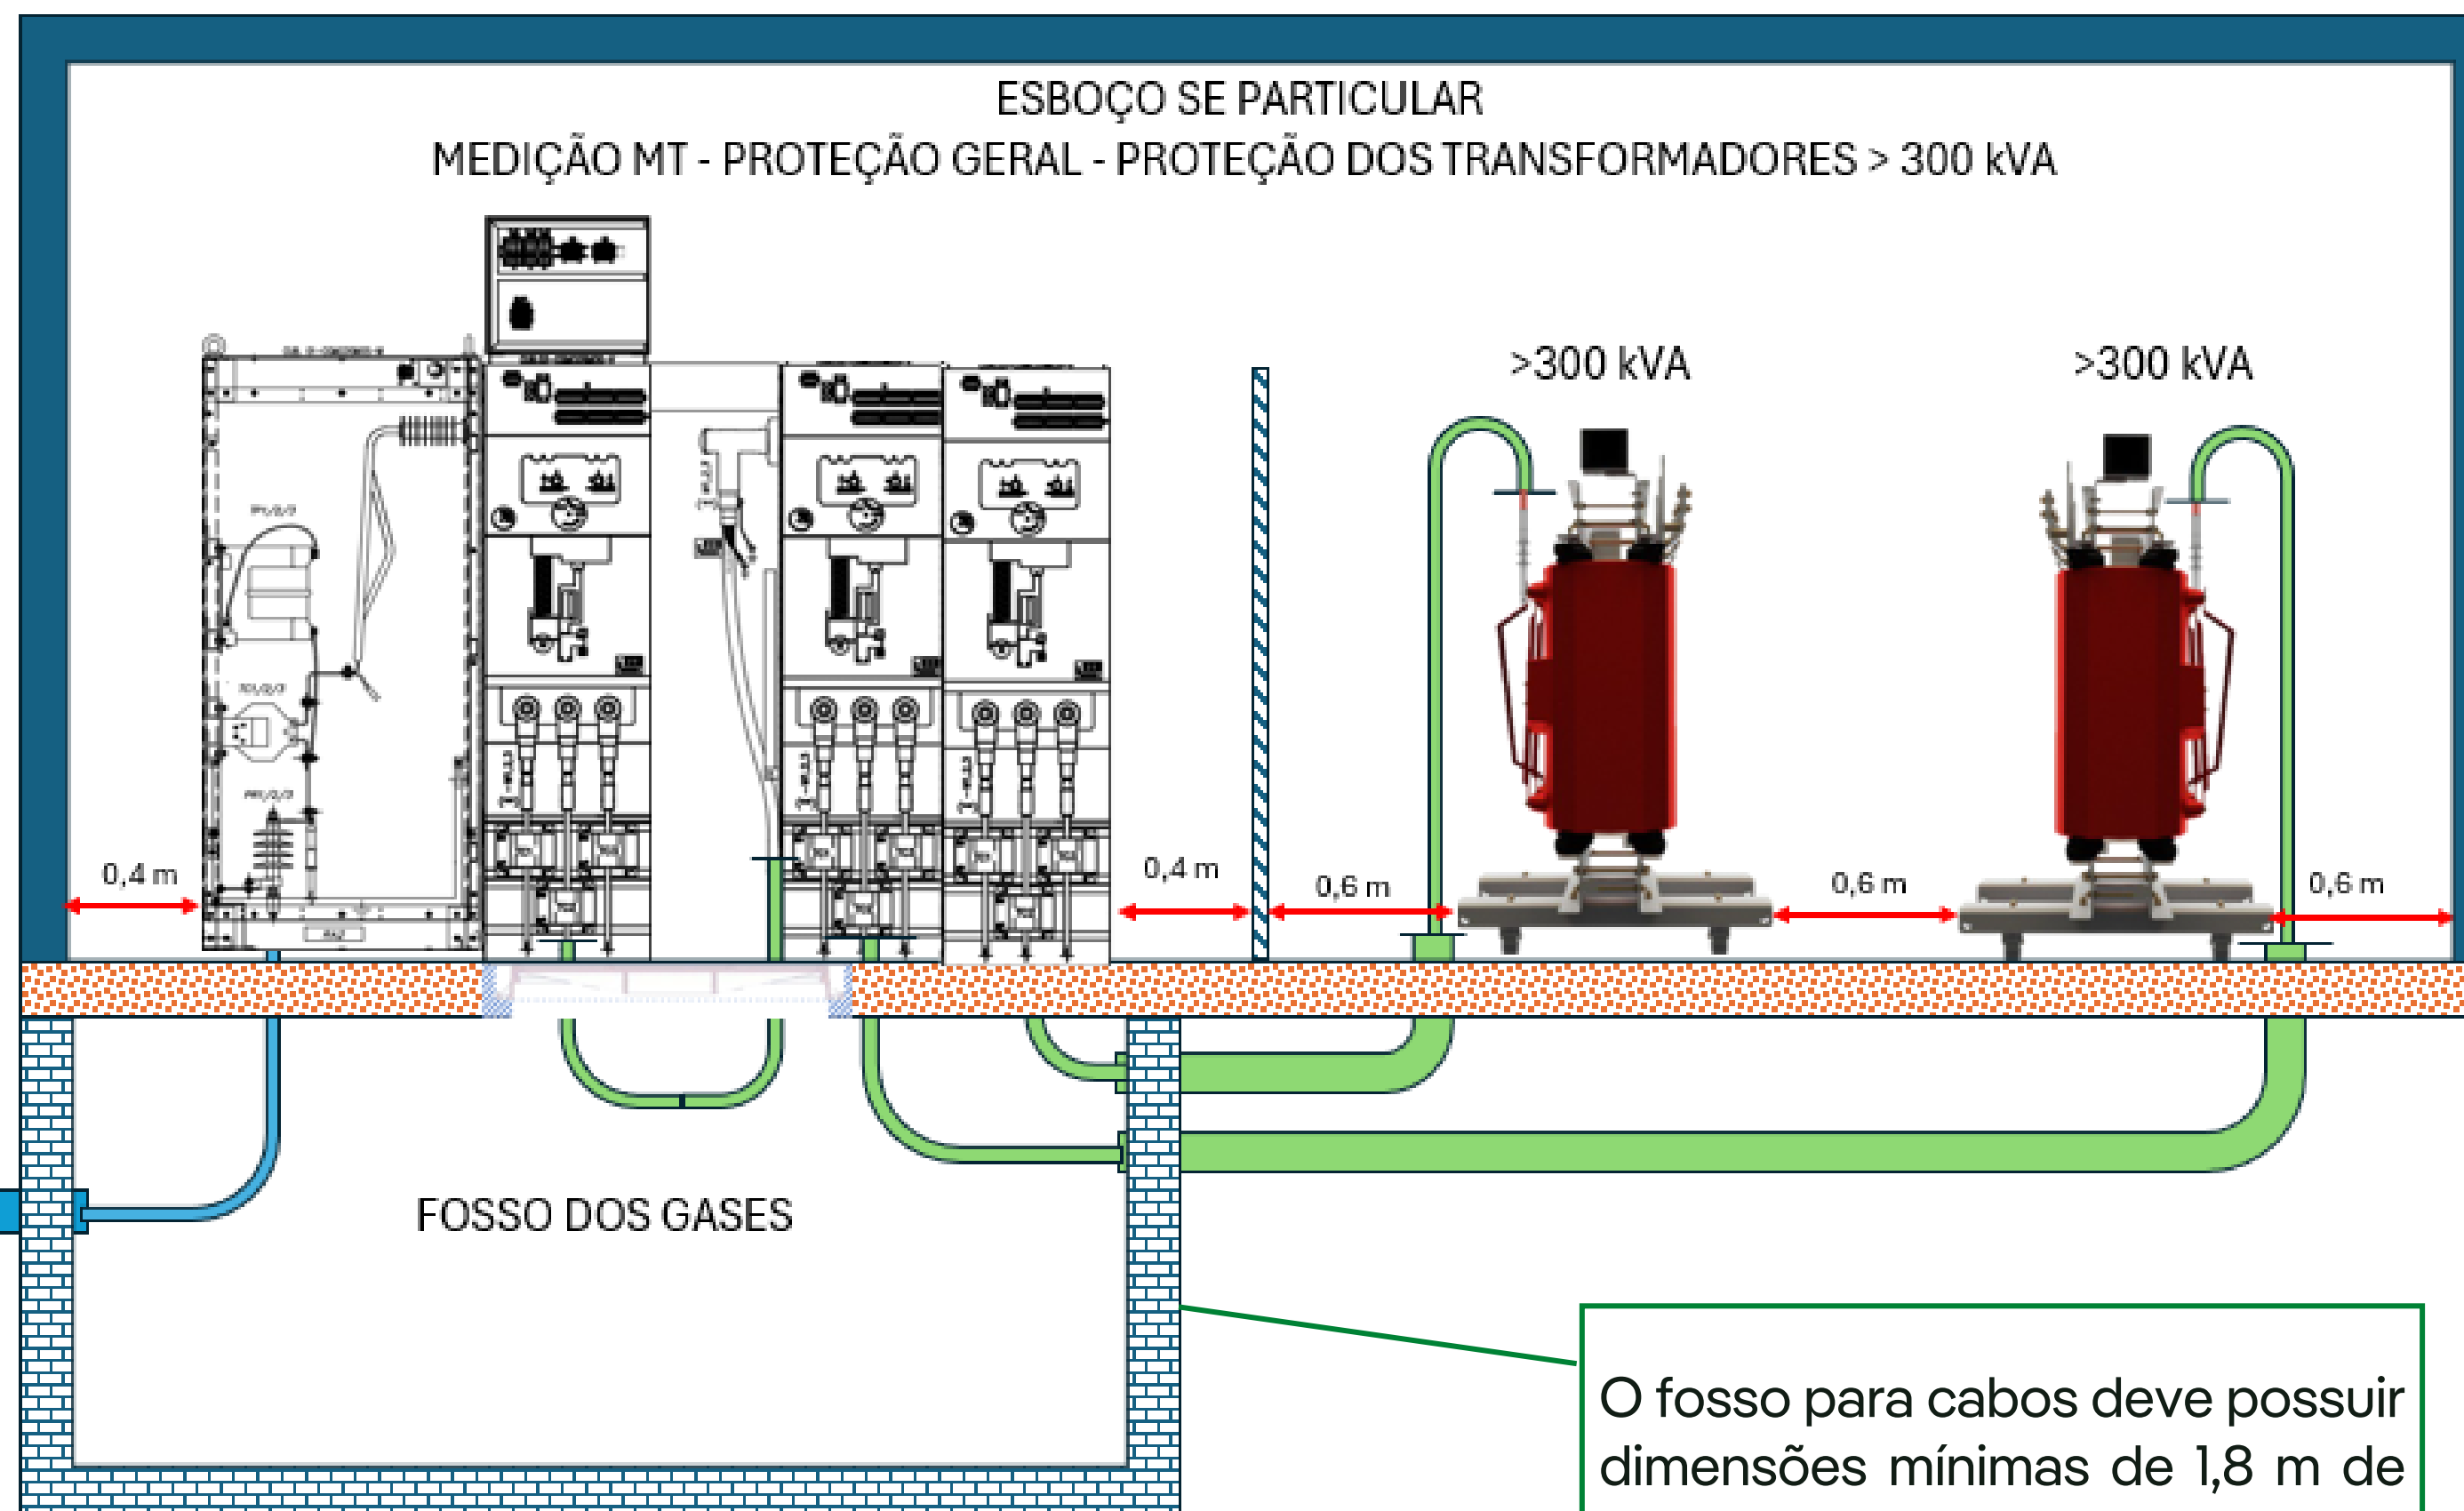 ESBOÇO SE PARTICULAR
MEDIÇÃO MT - PROTEÇÃO GERAL - PROTEÇÃO DOS TRANSFORMADORES > 300 kVA
>300 kVA
>300 kVA
0,4 m
0,4 m
0,6 m
0,6 m
0,6 m
FOSSO DOS GASES
O fosso para cabos deve possuir
dimensões mínimas de 1,8 m de